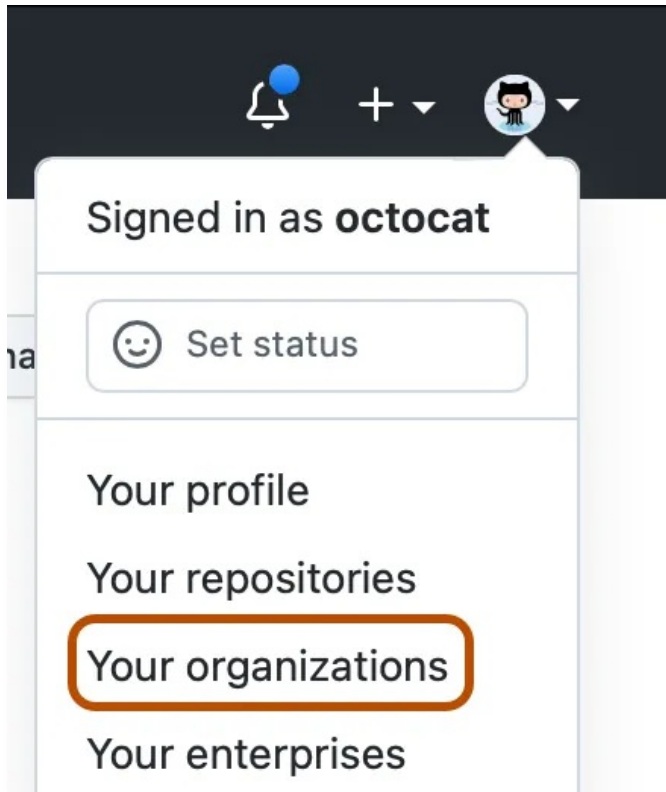 Signed in as octocat
Set status
Your profile
Your repositories
Your organizations
Your enterprises